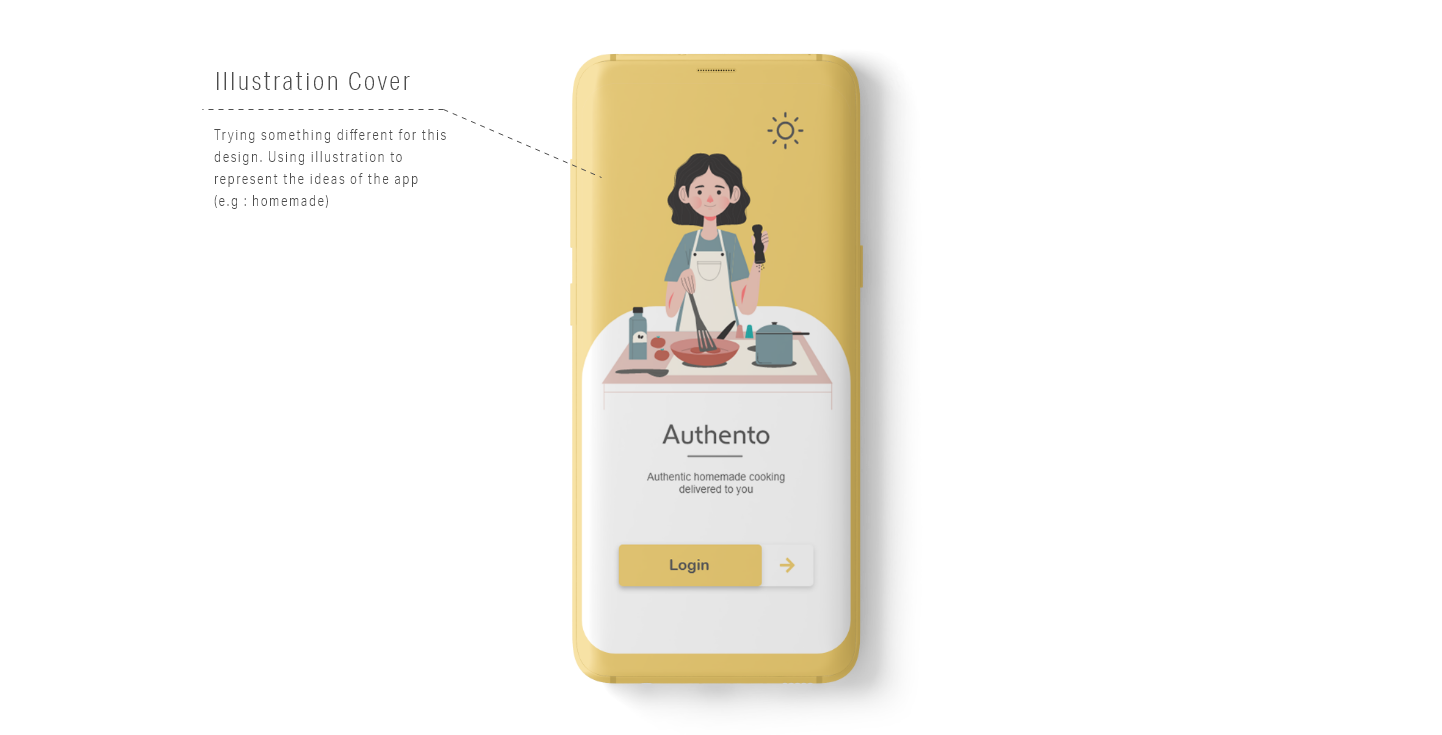 Illustration Cover
Trying something different for this
design. Using illustration to
represent the ideas of the app
(e.g : homemade)
Authento
Authentic homemade cooking
delivered to you
Login